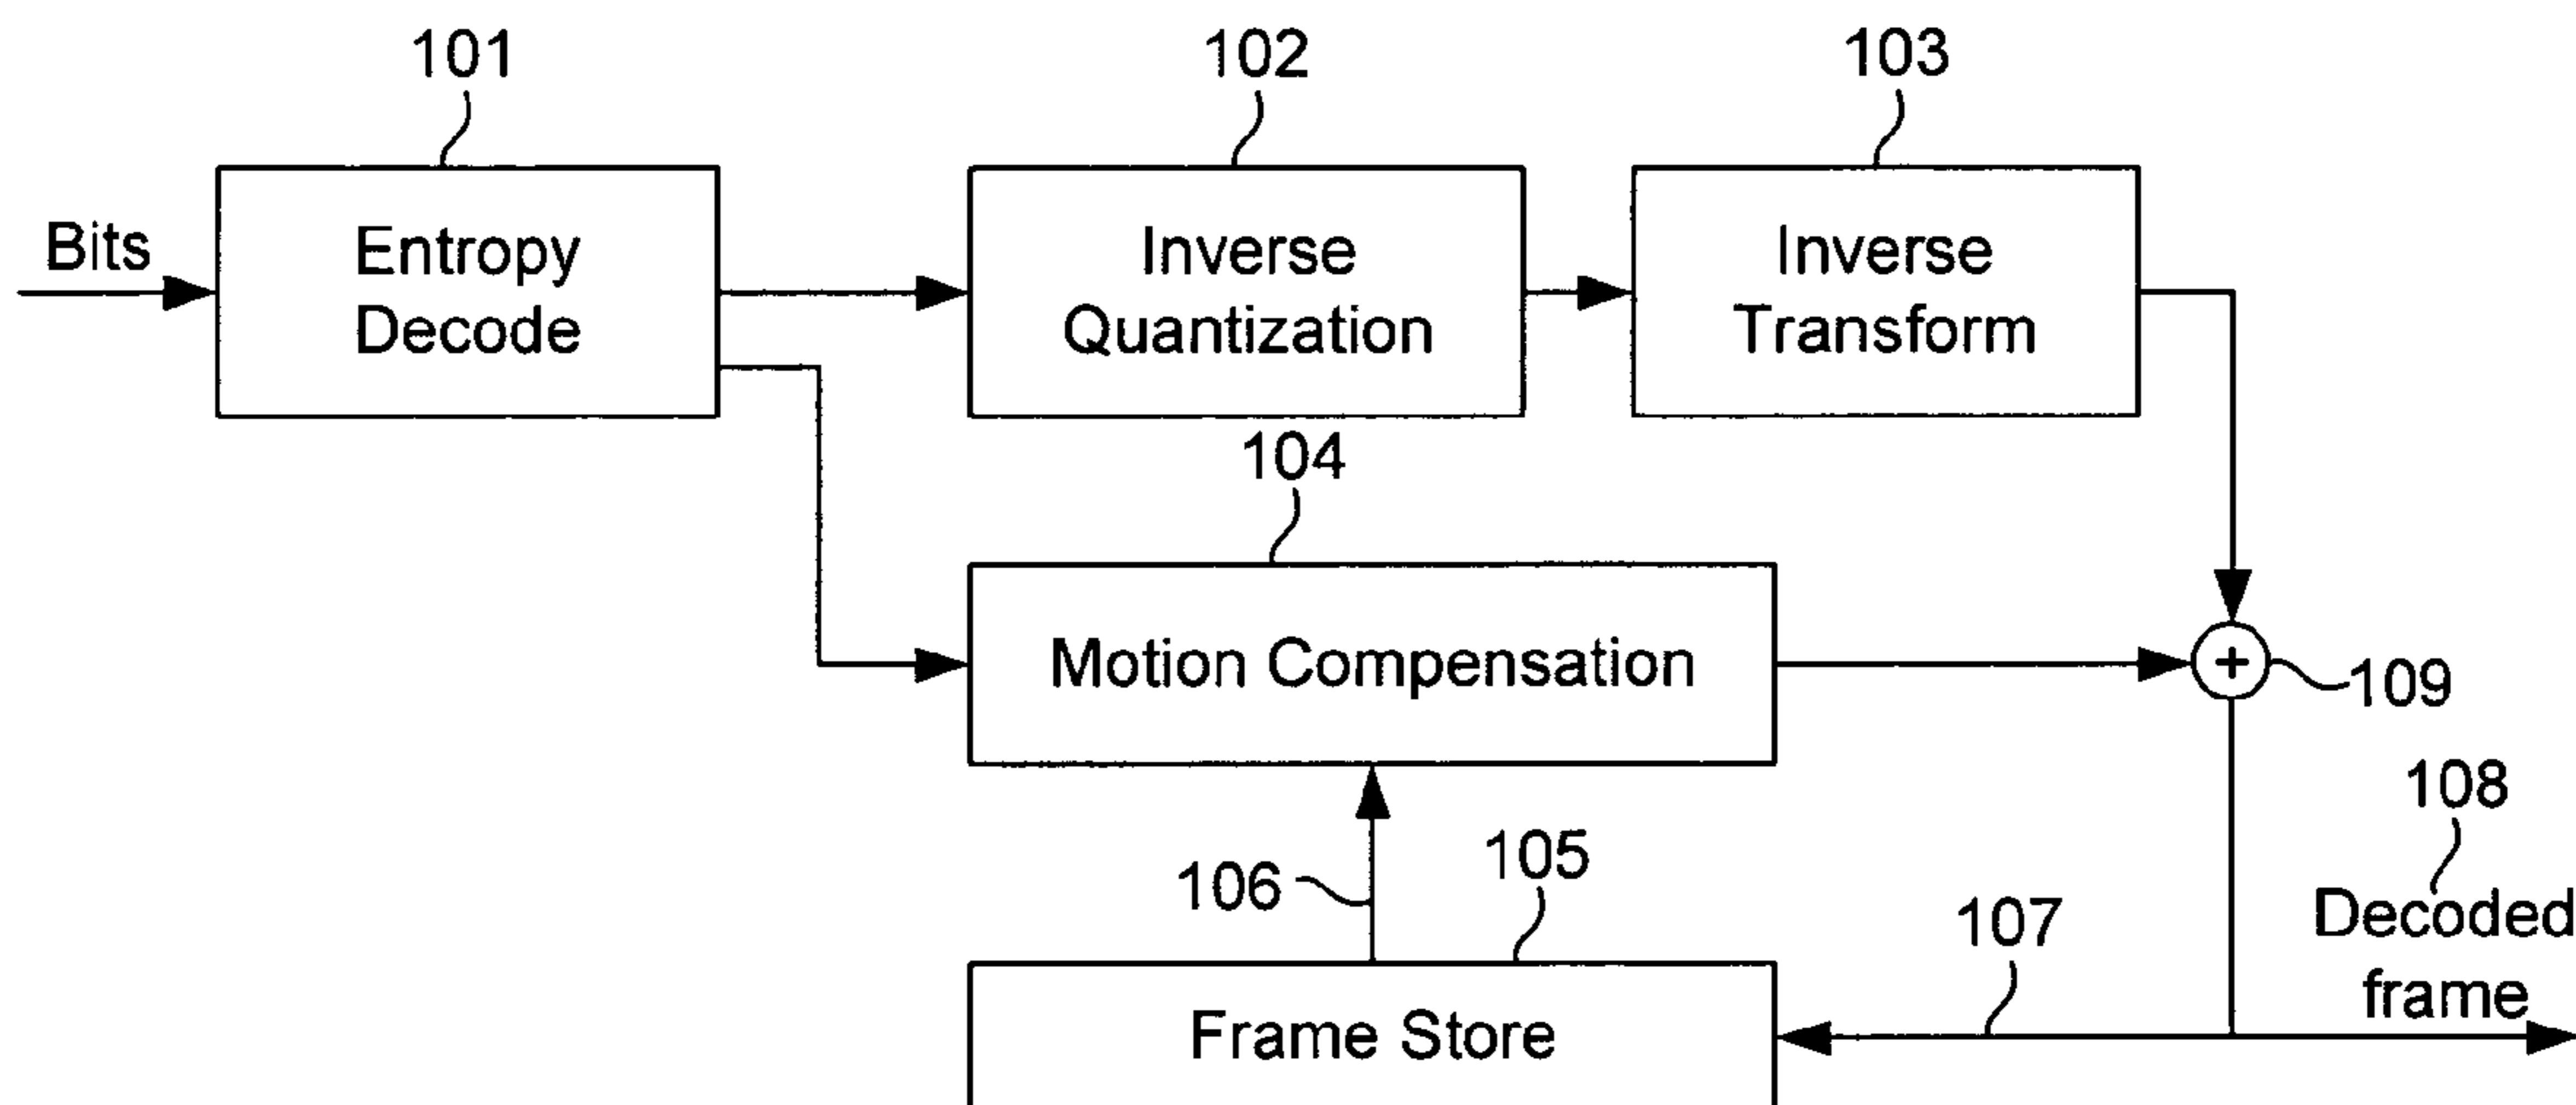 101
102
103
Bits
Entropy
Decode
Inverse
Quantization
Inverse
Transform
104
Motion Compensation
+
109
108
Decoded
frame
106
105
107
Frame Store